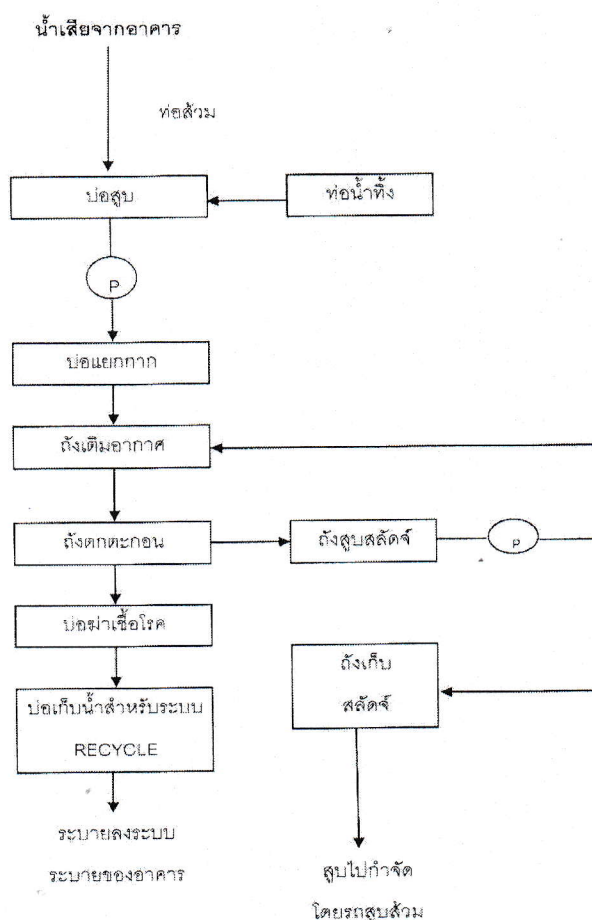 น้ำเสียจากอาคาร
ท่อส้วม
บ่อสูบ
ท่อน้ำทิ้ง
P
บ่อแยกกาก
ถังเติมอากาศ
ถังตกตะกอน
ถังสูบสลัดจ์
P
บ่อฆ่าเชื้อโรค
ถังเก็บ
สลัดจ์
บ่อเก็บน้ำสำหรับระบบ
RECYCLE
ระบายลงระบบ
ระบายของอาคาร
สูบไปกำจัด
โดยรถสูบส้วม